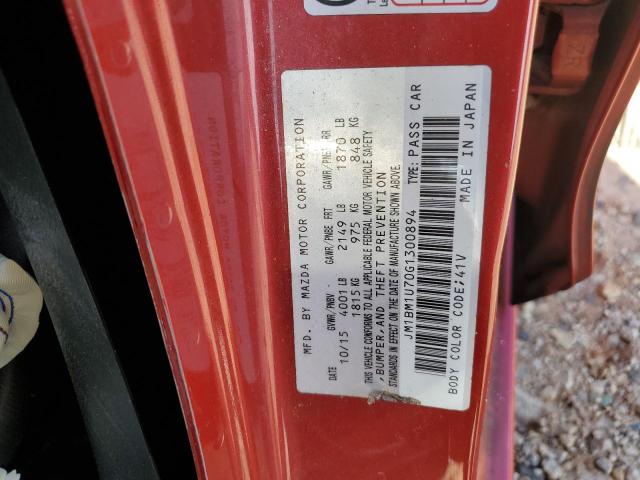 MFD. BY MAZDA MOTOR CORPORATION
DATE GVWR/PNBV GAWR/PNBE FRT GAWR/PNBE RR
10/15 4001 LB 2149 LB 1870 LB
1815 KG 975 KG 848 KG
THIS VEHICLE CONFORMS TO ALL APPLICABLE FEDERAL MOTOR VEHICLE SAFETY
,BUMPER,AND THEFT PREVENTION
STANDARDS IN EFFECT ON THE DATE OF MANUFACTURE SHOWN ABOVE.
JM1BM1U70G1300894 TYPE: PASS CAR
BODY COLOR CODE;41V MADE IN JAPAN